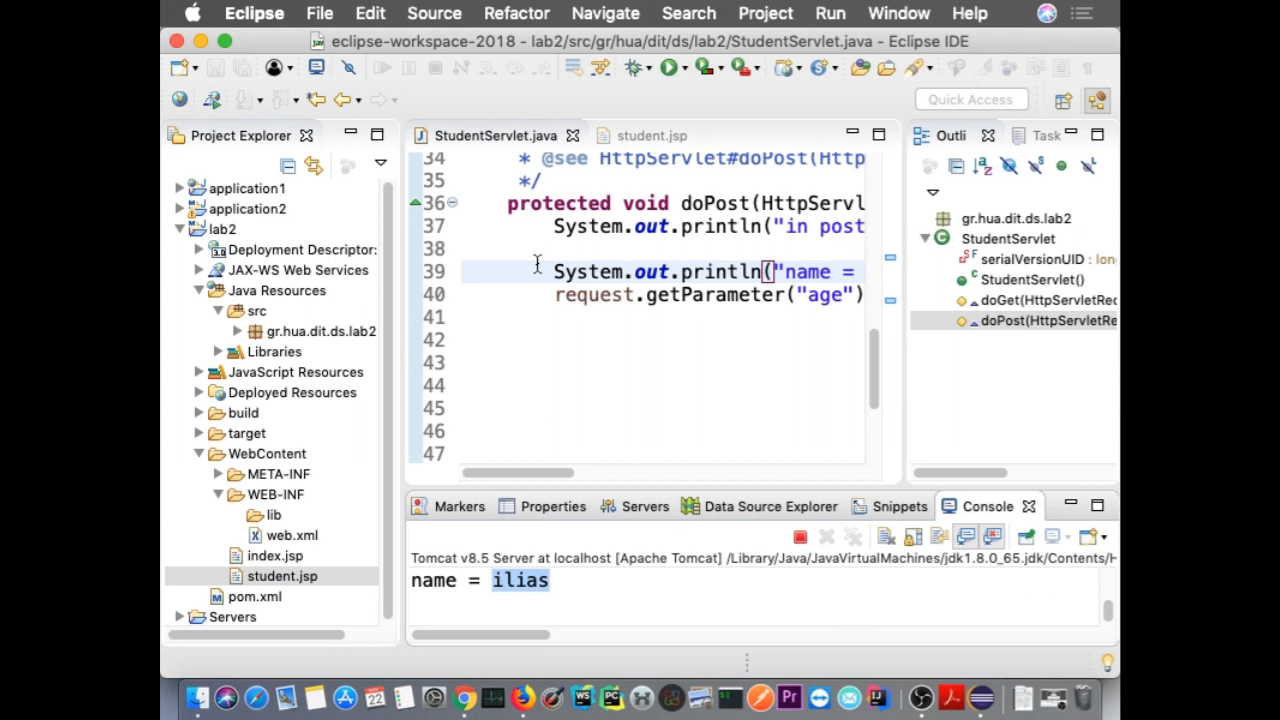 Eclipse File Edit Source Refactor Navigate Search Project Run Window Help
eclipse-workspace-2018 - lab2/src/gr/hua/dit/ds/lab2/StudentServlet.java - Eclipse IDE
Quick Access
Project Explorer
application1
application2
lab2
Deployment Descriptor:
JAX-WS Web Services
Java Resources
src
gr.hua.dit.ds.lab2
Libraries
JavaScript Resources
Deployed Resources
build
target
WebContent
META-INF
WEB-INF
lib
web.xml
index.jsp
student.jsp
pom.xml
Servers
StudentServlet.java student.jsp
34 * @see HttpServlet#doPost(Http
35 */
36 protected void doPost(HttpServl
37 System.out.println("in post
38
39 System.out.println("name =
40 request.getParameter("age")
41
42
43
44
45
46
47
Outli Task
gr.hua.dit.ds.lab2
StudentServlet
serialVersionUID : lon
StudentServlet()
doGet(HttpServletRec
doPost(HttpServletRe
Markers Properties Servers Data Source Explorer Snippets Console
Tomcat v8.5 Server at localhost [Apache Tomcat] /Library/Java/JavaVirtualMachines/jdk1.8.0_65.jdk/Contents/H
name = ilias
22
WS
PC
Pr